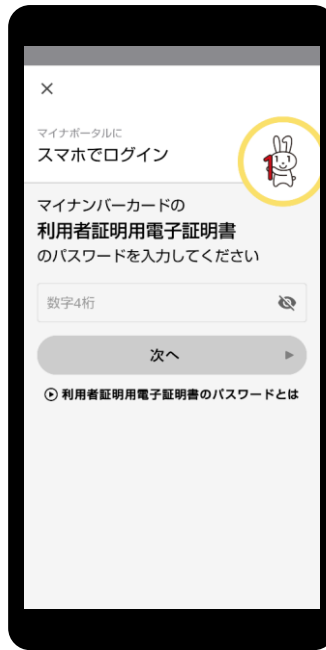 ×
マイナポータルに
スマホでログイン
1
マイナンバーカードの
利用者証明用電子証明書
のパスワードを入力してください
数字4桁
次へ
利用者証明用電子証明書のパスワードとは